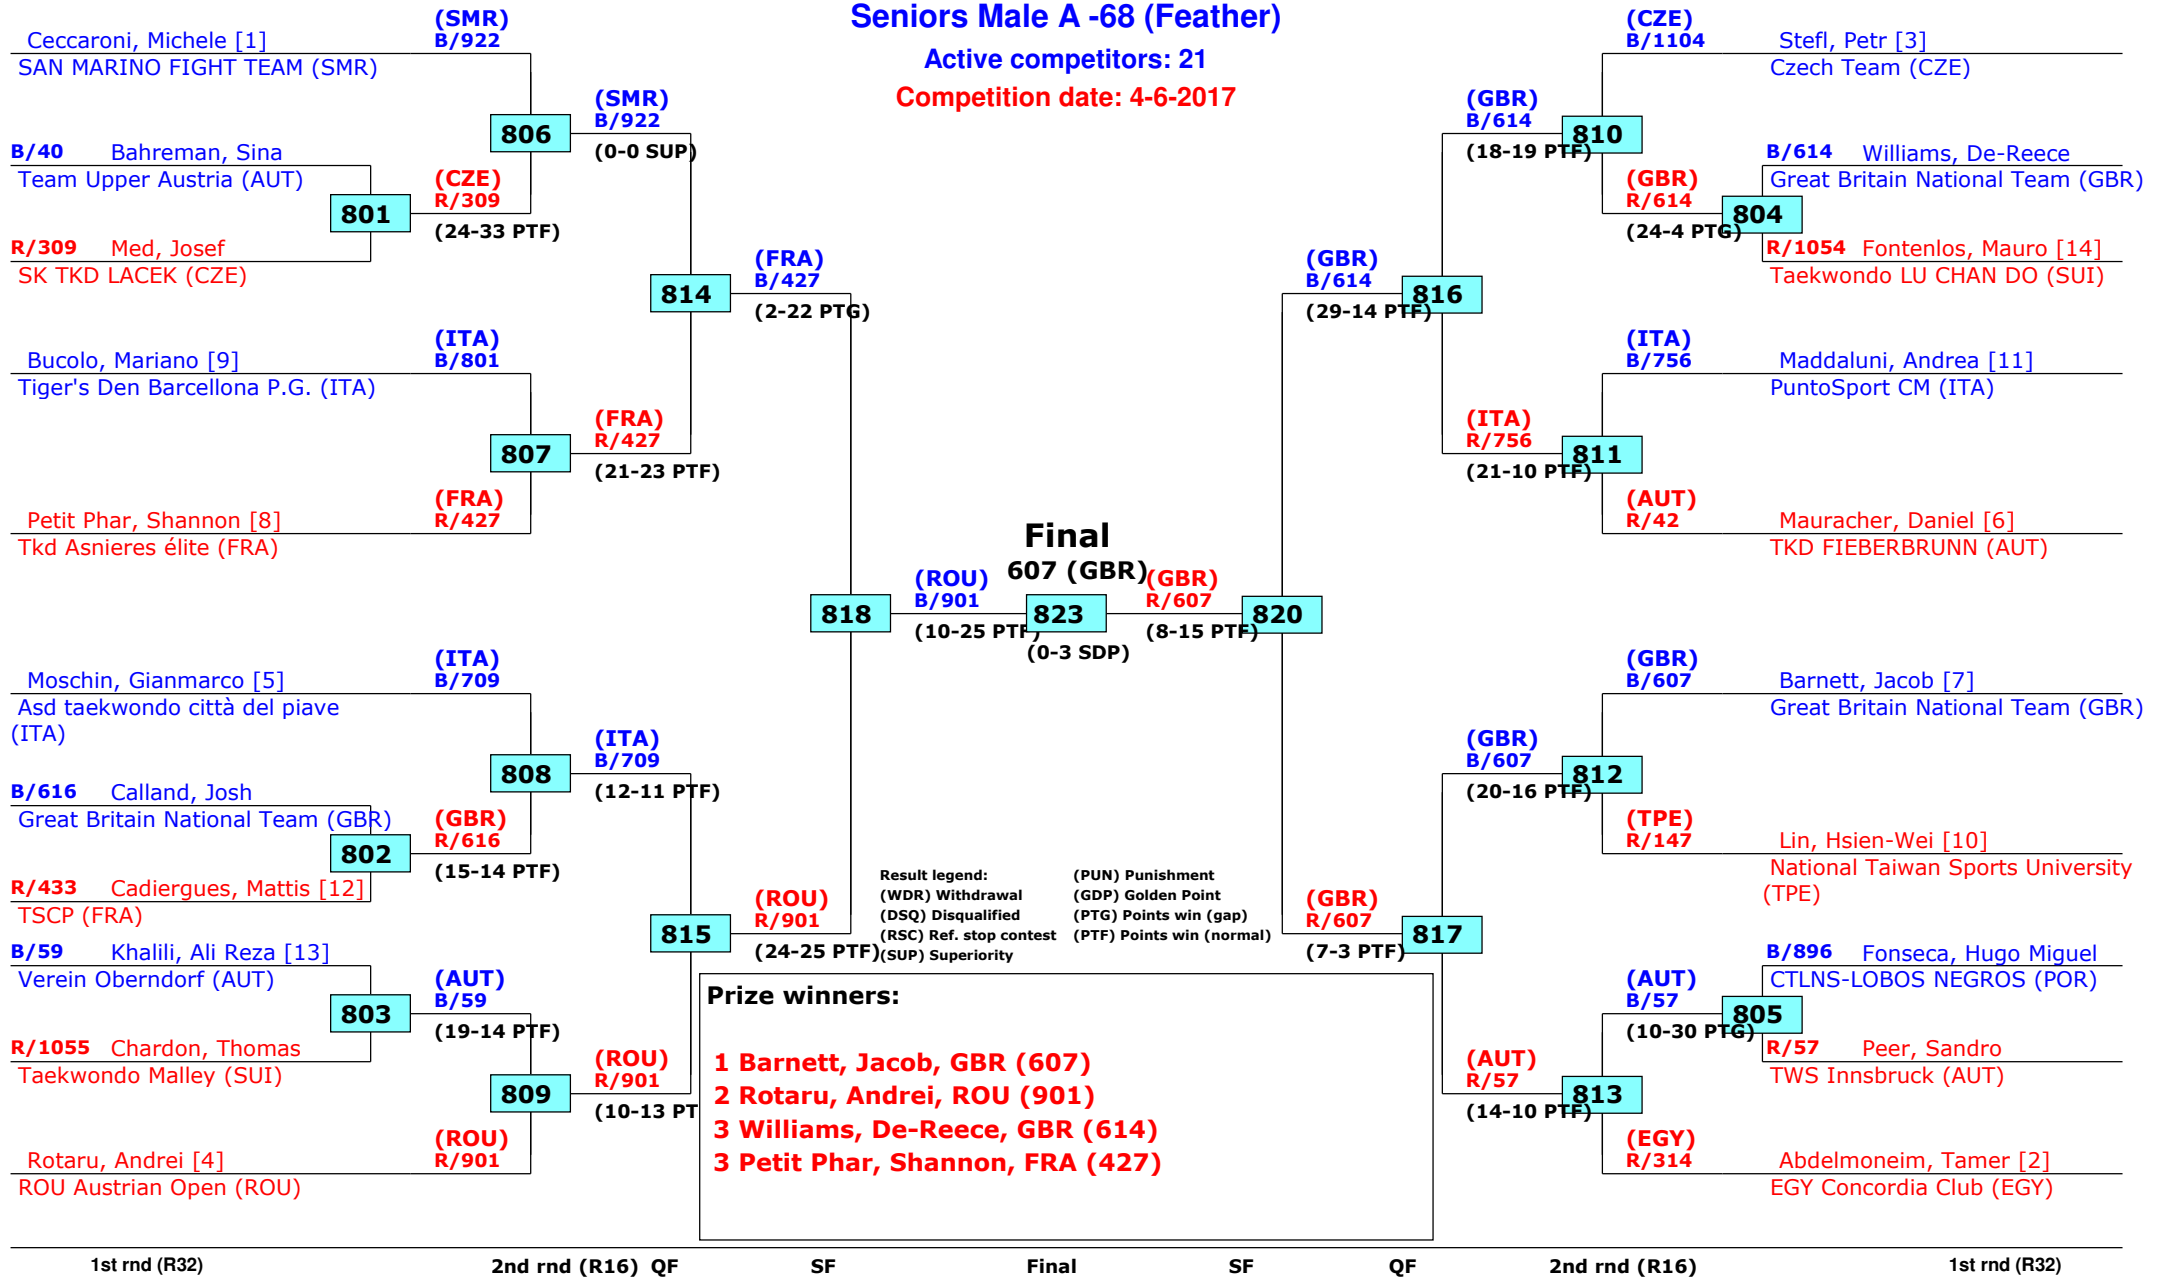 Seniors Male A -68 (Feather)
Active competitors: 21
Competition date: 4-6-2017
Ceccaroni, Michele [1]
SAN MARINO FIGHT TEAM (SMR)
(SMR)
B/922
B/40 Bahreman, Sina
Team Upper Austria (AUT)
801
R/309 Med, Josef
SK TKD LACEK (CZE)
(CZE)
R/309
(24-33 PTF)
806
(SMR)
B/922
(0-0 SUP)
Bucolo, Mariano [9]
Tiger's Den Barcellona P.G. (ITA)
(ITA)
B/801
807
Petit Phar, Shannon [8]
Tkd Asnieres élite (FRA)
(FRA)
R/427
(FRA)
R/427
(21-23 PTF)
814
(FRA)
B/427
(2-22 PTG)
Moschin, Gianmarco [5]
Asd taekwondo città del piave
(ITA)
(ITA)
B/709
B/616 Calland, Josh
Great Britain National Team (GBR)
802
R/433 Cadiergues, Mattis [12]
TSCP (FRA)
(GBR)
R/616
(15-14 PTF)
808
(ITA)
B/709
(12-11 PTF)
B/59 Khalili, Ali Reza [13]
Verein Oberndorf (AUT)
803
R/1055 Chardon, Thomas
Taekwondo Malley (SUI)
(AUT)
B/59
(19-14 PTF)
809
Rotaru, Andrei [4]
ROU Austrian Open (ROU)
(ROU)
R/901
(ROU)
R/901
(10-13 PT
815
(ROU)
R/901
(24-25 PTF)
818
(ROU)
B/901
(10-25 PTF)
Final
607 (GBR)
823
(0-3 SDP)
(GBR)
R/607
(8-15 PTF)
820
(CZE)
B/1104
Stefl, Petr [3]
Czech Team (CZE)
(GBR)
B/614
(18-19 PTF)
810
B/614 Williams, De-Reece
Great Britain National Team (GBR)
(GBR)
R/614
(24-4 PTG)
804
R/1054 Fontenlos, Mauro [14]
Taekwondo LU CHAN DO (SUI)
(GBR)
B/614
(29-14 PTF)
816
(ITA)
B/756
Maddaluni, Andrea [11]
PuntoSport CM (ITA)
(ITA)
R/756
(21-10 PTF)
811
(AUT)
R/42
Mauracher, Daniel [6]
TKD FIEBERBRUNN (AUT)
(GBR)
B/607
Barnett, Jacob [7]
Great Britain National Team (GBR)
(GBR)
B/607
(20-16 PTF)
812
(TPE)
R/147
Lin, Hsien-Wei [10]
National Taiwan Sports University
(TPE)
(GBR)
R/607
(7-3 PTF)
817
B/896 Fonseca, Hugo Miguel
CTLNS-LOBOS NEGROS (POR)
(AUT)
B/57
(10-30 PTG)
805
R/57 Peer, Sandro
TWS Innsbruck (AUT)
(AUT)
R/57
(14-10 PTF)
813
(EGY)
R/314
Abdelmoneim, Tamer [2]
EGY Concordia Club (EGY)
Result legend: (PUN) Punishment
(WDR) Withdrawal (GDP) Golden Point
(DSQ) Disqualified (PTG) Points win (gap)
(RSC) Ref. stop contest (PTF) Points win (normal)
(SUP) Superiority
Prize winners:
1 Barnett, Jacob, GBR (607)
2 Rotaru, Andrei, ROU (901)
3 Williams, De-Reece, GBR (614)
3 Petit Phar, Shannon, FRA (427)
1st rnd (R32) 2nd rnd (R16) QF SF Final SF QF 2nd rnd (R16) 1st rnd (R32)